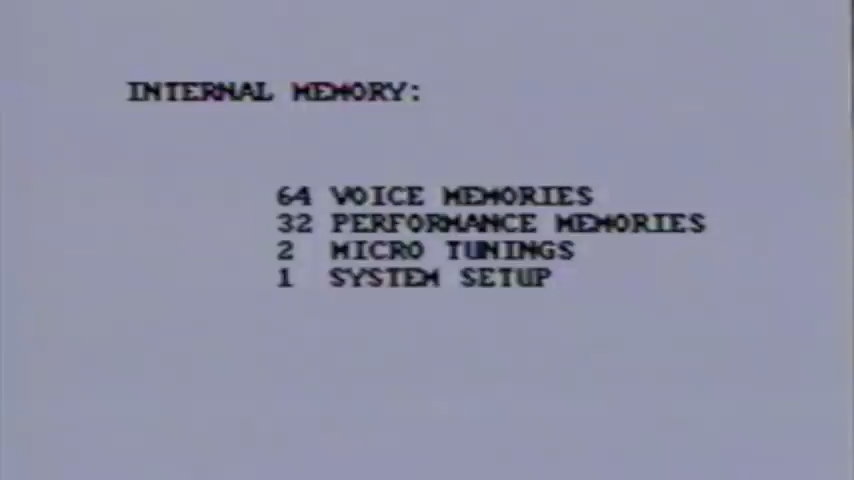 INTERNAL MEMORY:
64 VOICE MEMORIES
32 PERFORMANCE MEMORIES
2 MICRO TUNINGS
1 SYSTEM SETUP